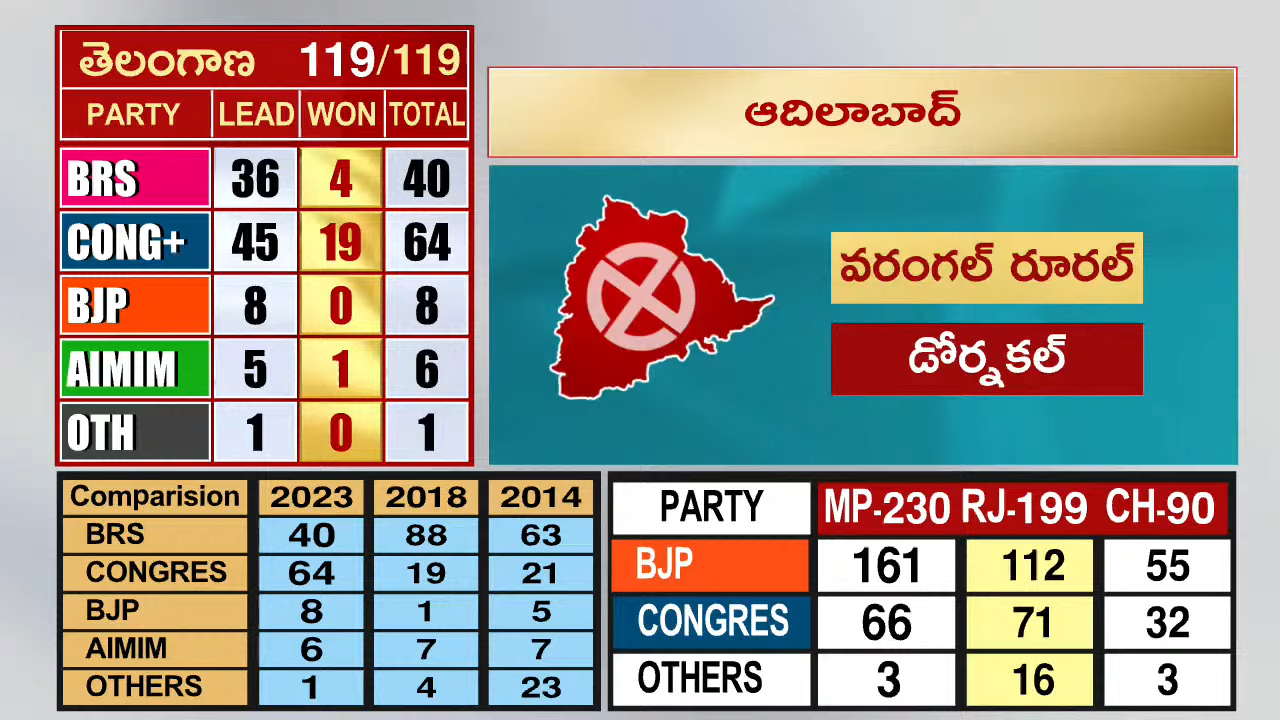 తెలంగాణ 119/119
PARTY LEAD WON TOTAL
BRS 36 4 40
CONG+ 45 19 64
BJP 8 0 8
AIMIM 5 1 6
OTH 1 0 1
ఆదిలాబాద్
వరంగల్ రూరల్
డోర్నకల్
Comparision 2023 2018 2014
BRS 40 88 63
CONGRES 64 19 21
BJP 8 1 5
AIMIM 6 7 7
OTHERS 1 4 23
PARTY MP-230 RJ-199 CH-90
BJP 161 112 55
CONGRES 66 71 32
OTHERS 3 16 3